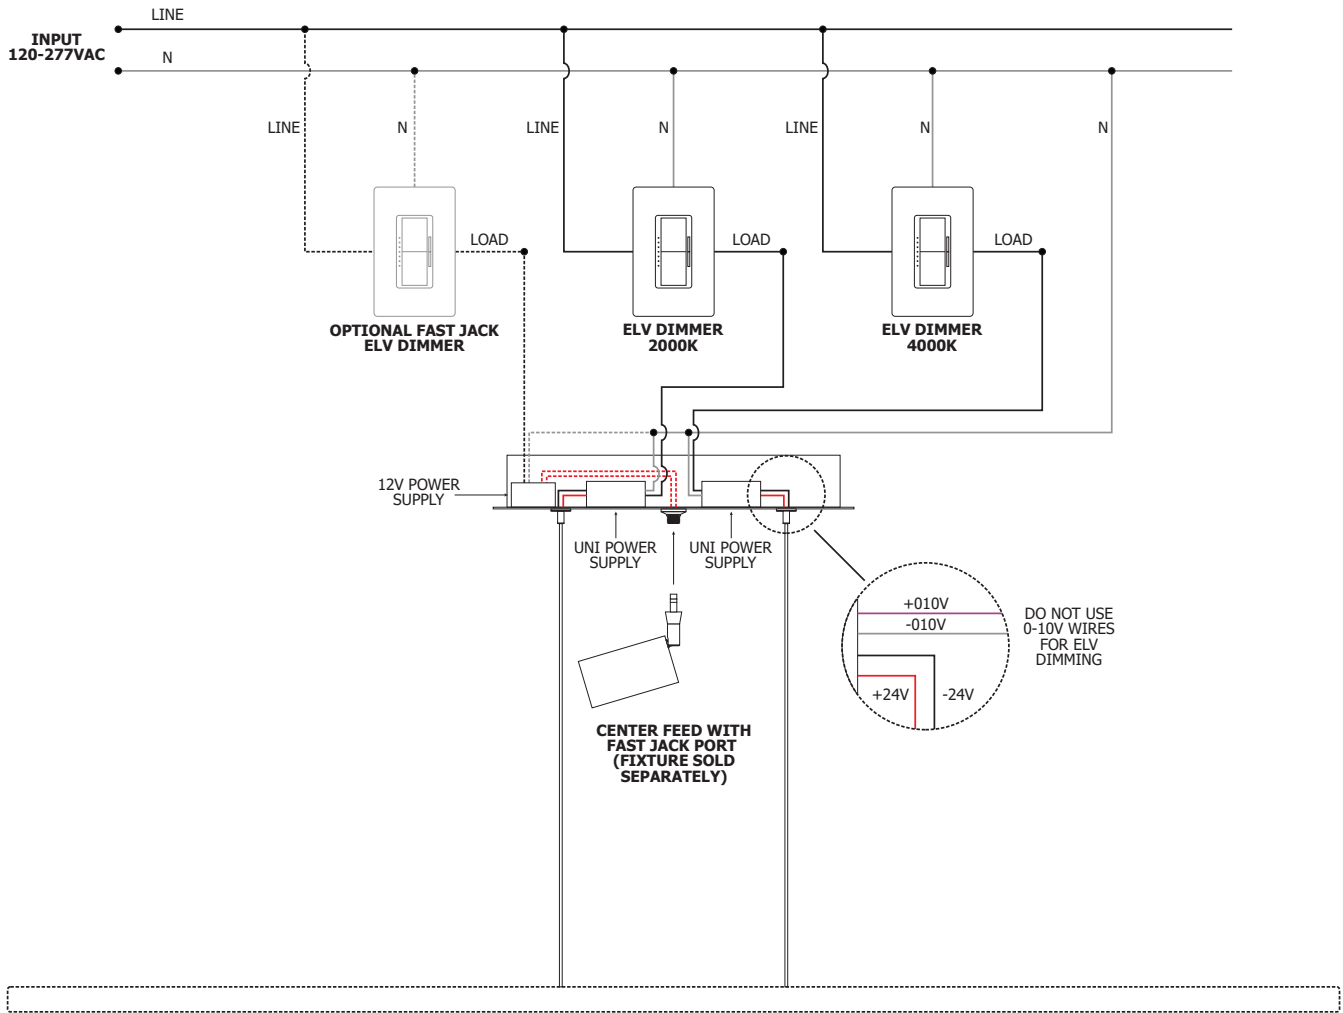 LINE
INPUT
120-277VAC
N
LINE
N
LINE
N
LINE
N
N
LOAD
LOAD
LOAD
OPTIONAL FAST JACK
ELV DIMMER
ELV DIMMER
2000K
ELV DIMMER
4000K
12V POWER
SUPPLY
UNI POWER
SUPPLY
UNI POWER
SUPPLY
+010V
-010V
+24V
-24V
DO NOT USE
0-10V WIRES
FOR ELV
DIMMING
CENTER FEED WITH
FAST JACK PORT
(FIXTURE SOLD
SEPARATELY)